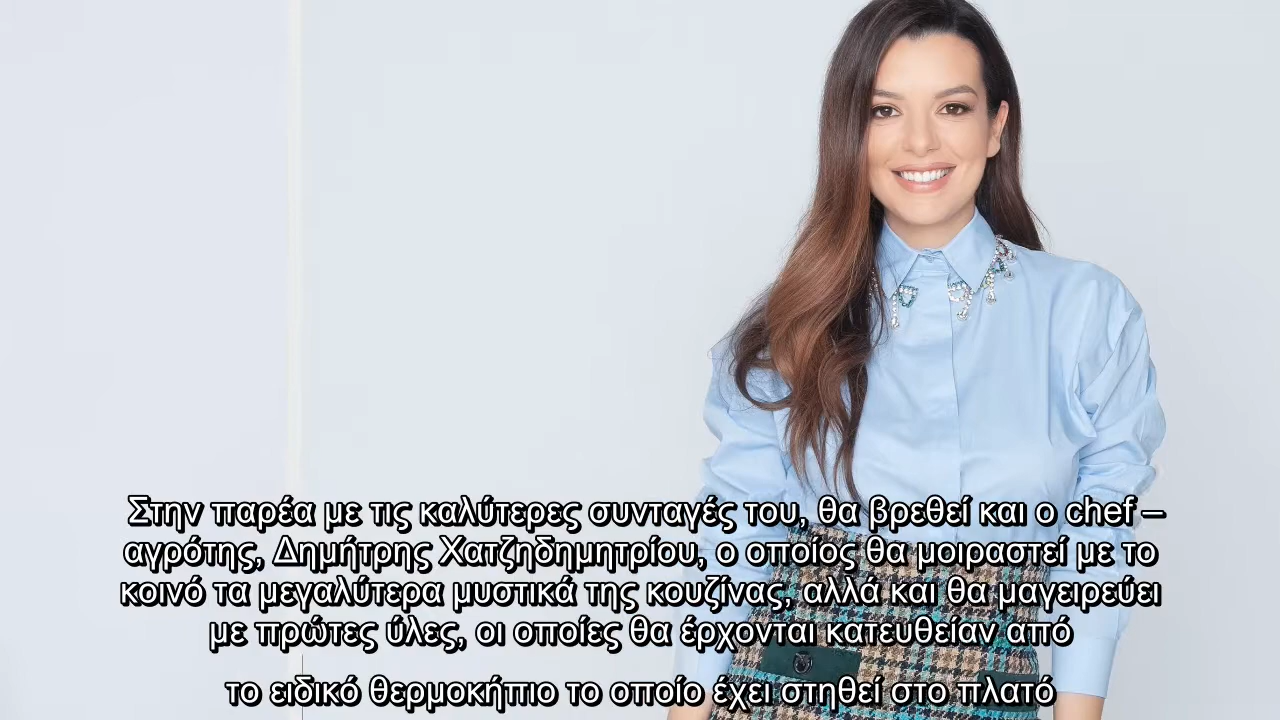 Στην παρέα με τις καλύτερες συνταγές του, θα βρεθεί και ο chef –
αγρότης, Δημήτρης Χατζηδημητρίου, ο οποίος θα μοιραστεί με το
κοινό τα μεγαλύτερα μυστικά της κουζίνας, αλλά και θα μαγειρεύει
με πρώτες ύλες, οι οποίες θα έρχονται κατευθείαν από
το ειδικό θερμοκήπιο το οποίο έχει στηθεί στο πλατό